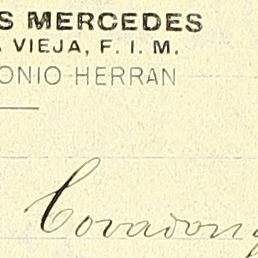 S MERCEDES
VIEJA, F. I. M.
ONIO HERRAN
Covadong